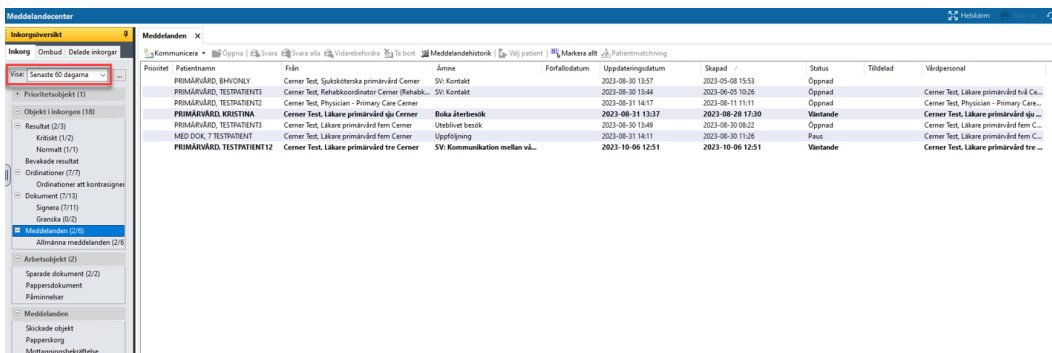 Meddelandecenter
Helskärm
Inkorgsöversikt
Inkorg Ombud Delade inkorgar
Visa: Senaste 60 dagarna ...
Prioritetsobjekt (1)
Objekt i inkorgen (18)
Resultat (2/3)
Kritiskt (1/2)
Normalt (1/1)
Bevakade resultat
Ordinationer (7/7)
Ordinationer att kontrasigner
Dokument (7/13)
Signera (7/11)
Granska (0/2)
Meddelanden (2/6)
Allmänna meddelanden (2/6
Arbetsobjekt (2)
Sparade dokument (2/2)
Pappersdokument
Påminnelser
Meddelanden
Skickade objekt
Papperskorg
Mottagningsbekräftelse
Meddelanden ×
Kommunicera Öppna Svara Svara alla Vidarebefordra Ta bort Meddelandehistorik Välj patient Markera allt Patientmatchning
Prioritet Patientnamn Från Ämne Förfallodatum Uppdateringsdatum Skapad Status Tilldelad Vårdpersonal
PRIMÄRVÅRD, BHVONLY Cerner Test, Sjuksköterska primärvård Cerner SV: Kontakt 2023-08-30 13:57 2023-05-08 15:53 Öppnad
PRIMÄRVÅRD, TESTPATIENT3 Cerner Test, Rehabkoordinator Cerner (Rehabk... SV: Kontakt 2023-08-30 13:44 2023-06-05 10:26 Öppnad Cerner Test, Läkare primärvård två Ce...
PRIMÄRVÅRD, TESTPATIENT2 Cerner Test, Physician - Primary Care Cerner 2023-08-31 14:17 2023-08-11 11:11 Öppnad Cerner Test, Physician - Primary Care...
PRIMÄRVÅRD, KRISTINA Cerner Test, Läkare primärvård sju Cerner Boka återbesök 2023-08-31 13:37 2023-08-28 17:30 Väntande Cerner Test, Läkare primärvård sju ...
PRIMÄRVÅRD, TESTPATIENT3 Cerner Test, Läkare primärvård fem Cerner Uteblivet besök 2023-08-30 13:49 2023-08-30 08:22 Öppnad Cerner Test, Läkare primärvård fem C...
MED DOK, 7 TESTPATIENT Cerner Test, Läkare primärvård fem Cerner Uppföljning 2023-08-31 14:11 2023-08-30 11:26 Paus Cerner Test, Läkare primärvård fem C...
PRIMÄRVÅRD, TESTPATIENT12 Cerner Test, Läkare primärvård tre Cerner SV: Kommunikation mellan vå... 2023-10-06 12:51 2023-10-06 12:51 Väntande Cerner Test, Läkare primärvård tre ...